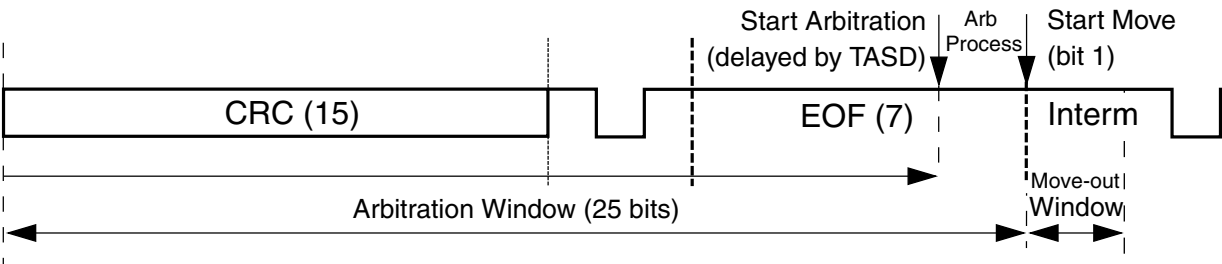 Start Arbitration
(delayed by TASD)
Arb
Process
Start Move
(bit 1)
CRC (15)
EOF (7)
Interm
Arbitration Window (25 bits)
Move-out
Window